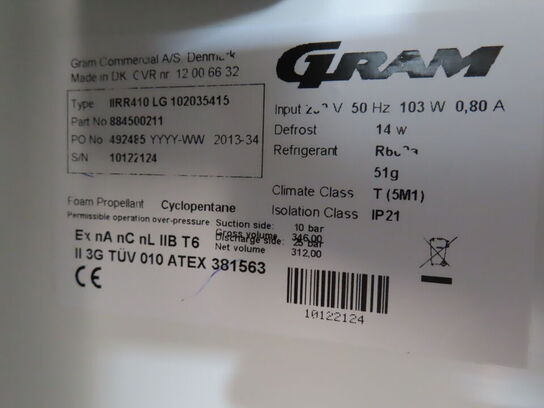 Gram Commercial A/S.
Made in DK. CVR nr 12 00 66 32
GRAM
Type IIRR410 LG 102035415
Part No 884500211
PO No 492485 YYYY-WW 2013-34
S/N 10122124
Input V 50 Hz 103 W 0,80 A
Defrost 14 w
Refrigerant
51g
Climate Class T (5M1)
Isolation Class IP21
Foam Propellant Cyclopentane
Permissible operation over-pressure Suction side: 10 bar
Gross volume 346,00
Discharge side: 25 bar
Net volume 312,00
Ex nA nC nL IIB T6
II 3G TÜV 010 ATEX 381563
CE
10122124